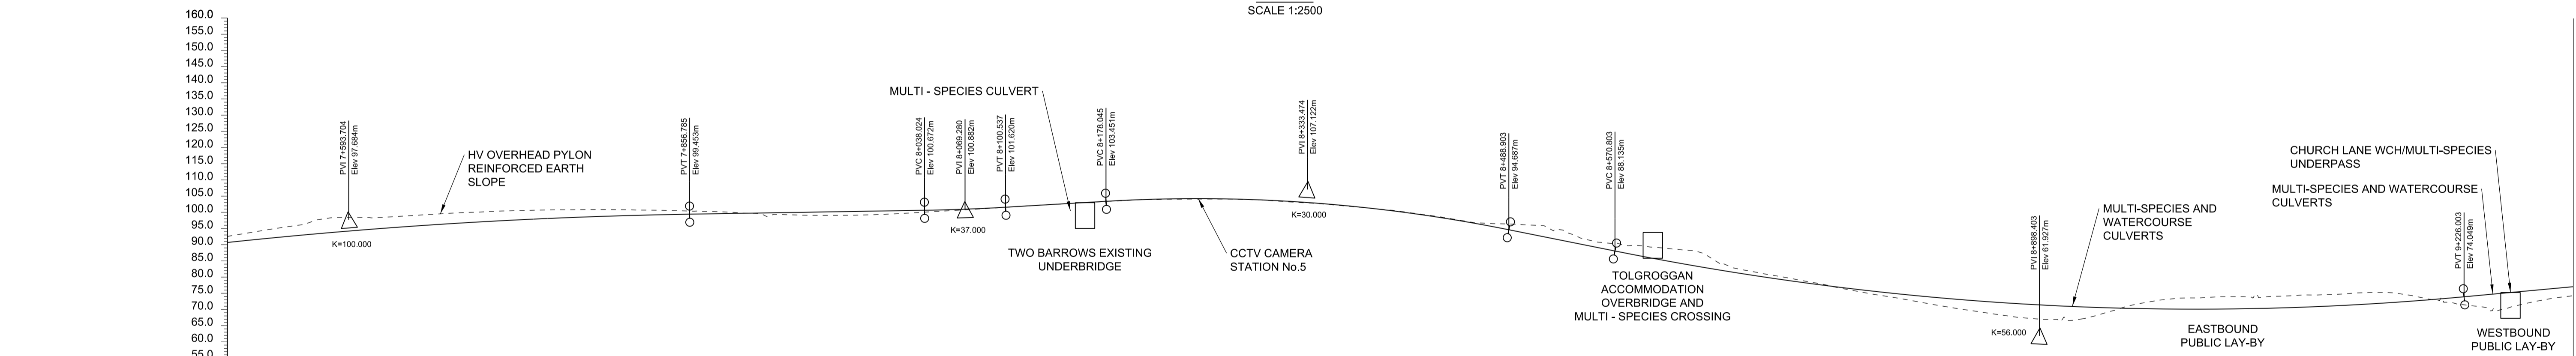 SCALE 1:2500
160.0
155.0
150.0
145.0
140.0
135.0
130.0
125.0
120.0
115.0
110.0
105.0
100.0
95.0
90.0
85.0
80.0
75.0
70.0
65.0
60.0
55.0
PVI 7+593.704
Elev 97.684m
K=100.000
HV OVERHEAD PYLON
REINFORCED EARTH
SLOPE
PVT 7+856.785
Elev 99.453m
PVC 8+038.024
Elev 100.672m
PVI 8+069.280
Elev 100.882m
K=37.000
PVT 8+100.537
Elev 101.620m
MULTI - SPECIES CULVERT
TWO BARROWS EXISTING
UNDERBRIDGE
PVC 8+178.045
Elev 103.451m
CCTV CAMERA
STATION No.5
PVI 8+333.474
Elev 107.122m
K=30.000
PVT 8+488.903
Elev 94.687m
PVC 8+570.803
Elev 88.135m
TOLGROGGAN
ACCOMMODATION
OVERBRIDGE AND
MULTI - SPECIES CROSSING
PVI 8+898.403
Elev 61.927m
K=56.000
MULTI-SPECIES AND
WATERCOURSE
CULVERTS
EASTBOUND
PUBLIC LAY-BY
CHURCH LANE WCH/MULTI-SPECIES
UNDERPASS
MULTI-SPECIES AND WATERCOURSE
CULVERTS
PVT 9+226.003
Elev 74.049m
WESTBOUND
PUBLIC LAY-BY